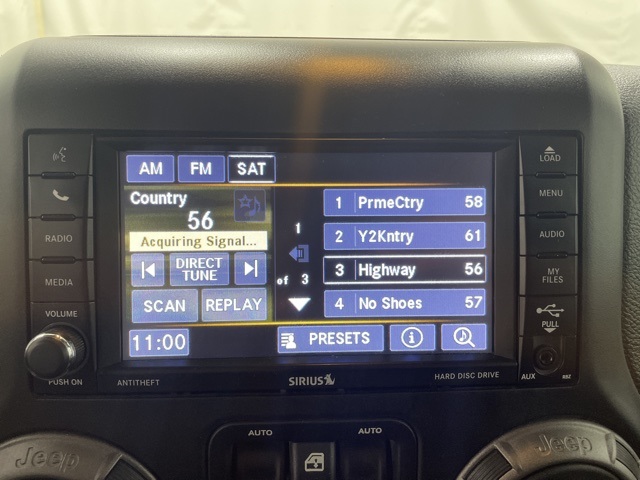 AM FM SAT
Country
56
Acquiring Signal...
DIRECT
TUNE
SCAN REPLAY
11:00
1
of 3
1 PrmeCtry 58
2 Y2Kntry 61
3 Highway 56
4 No Shoes 57
PRESETS
RADIO
MEDIA
VOLUME
PUSH ON
LOAD
MENU
AUDIO
MY
FILES
PULL
AUX
RBZ
ANTITHEFT
SIRIUS
HARD DISC DRIVE
AUTO
AUTO
Jeep
Jeep